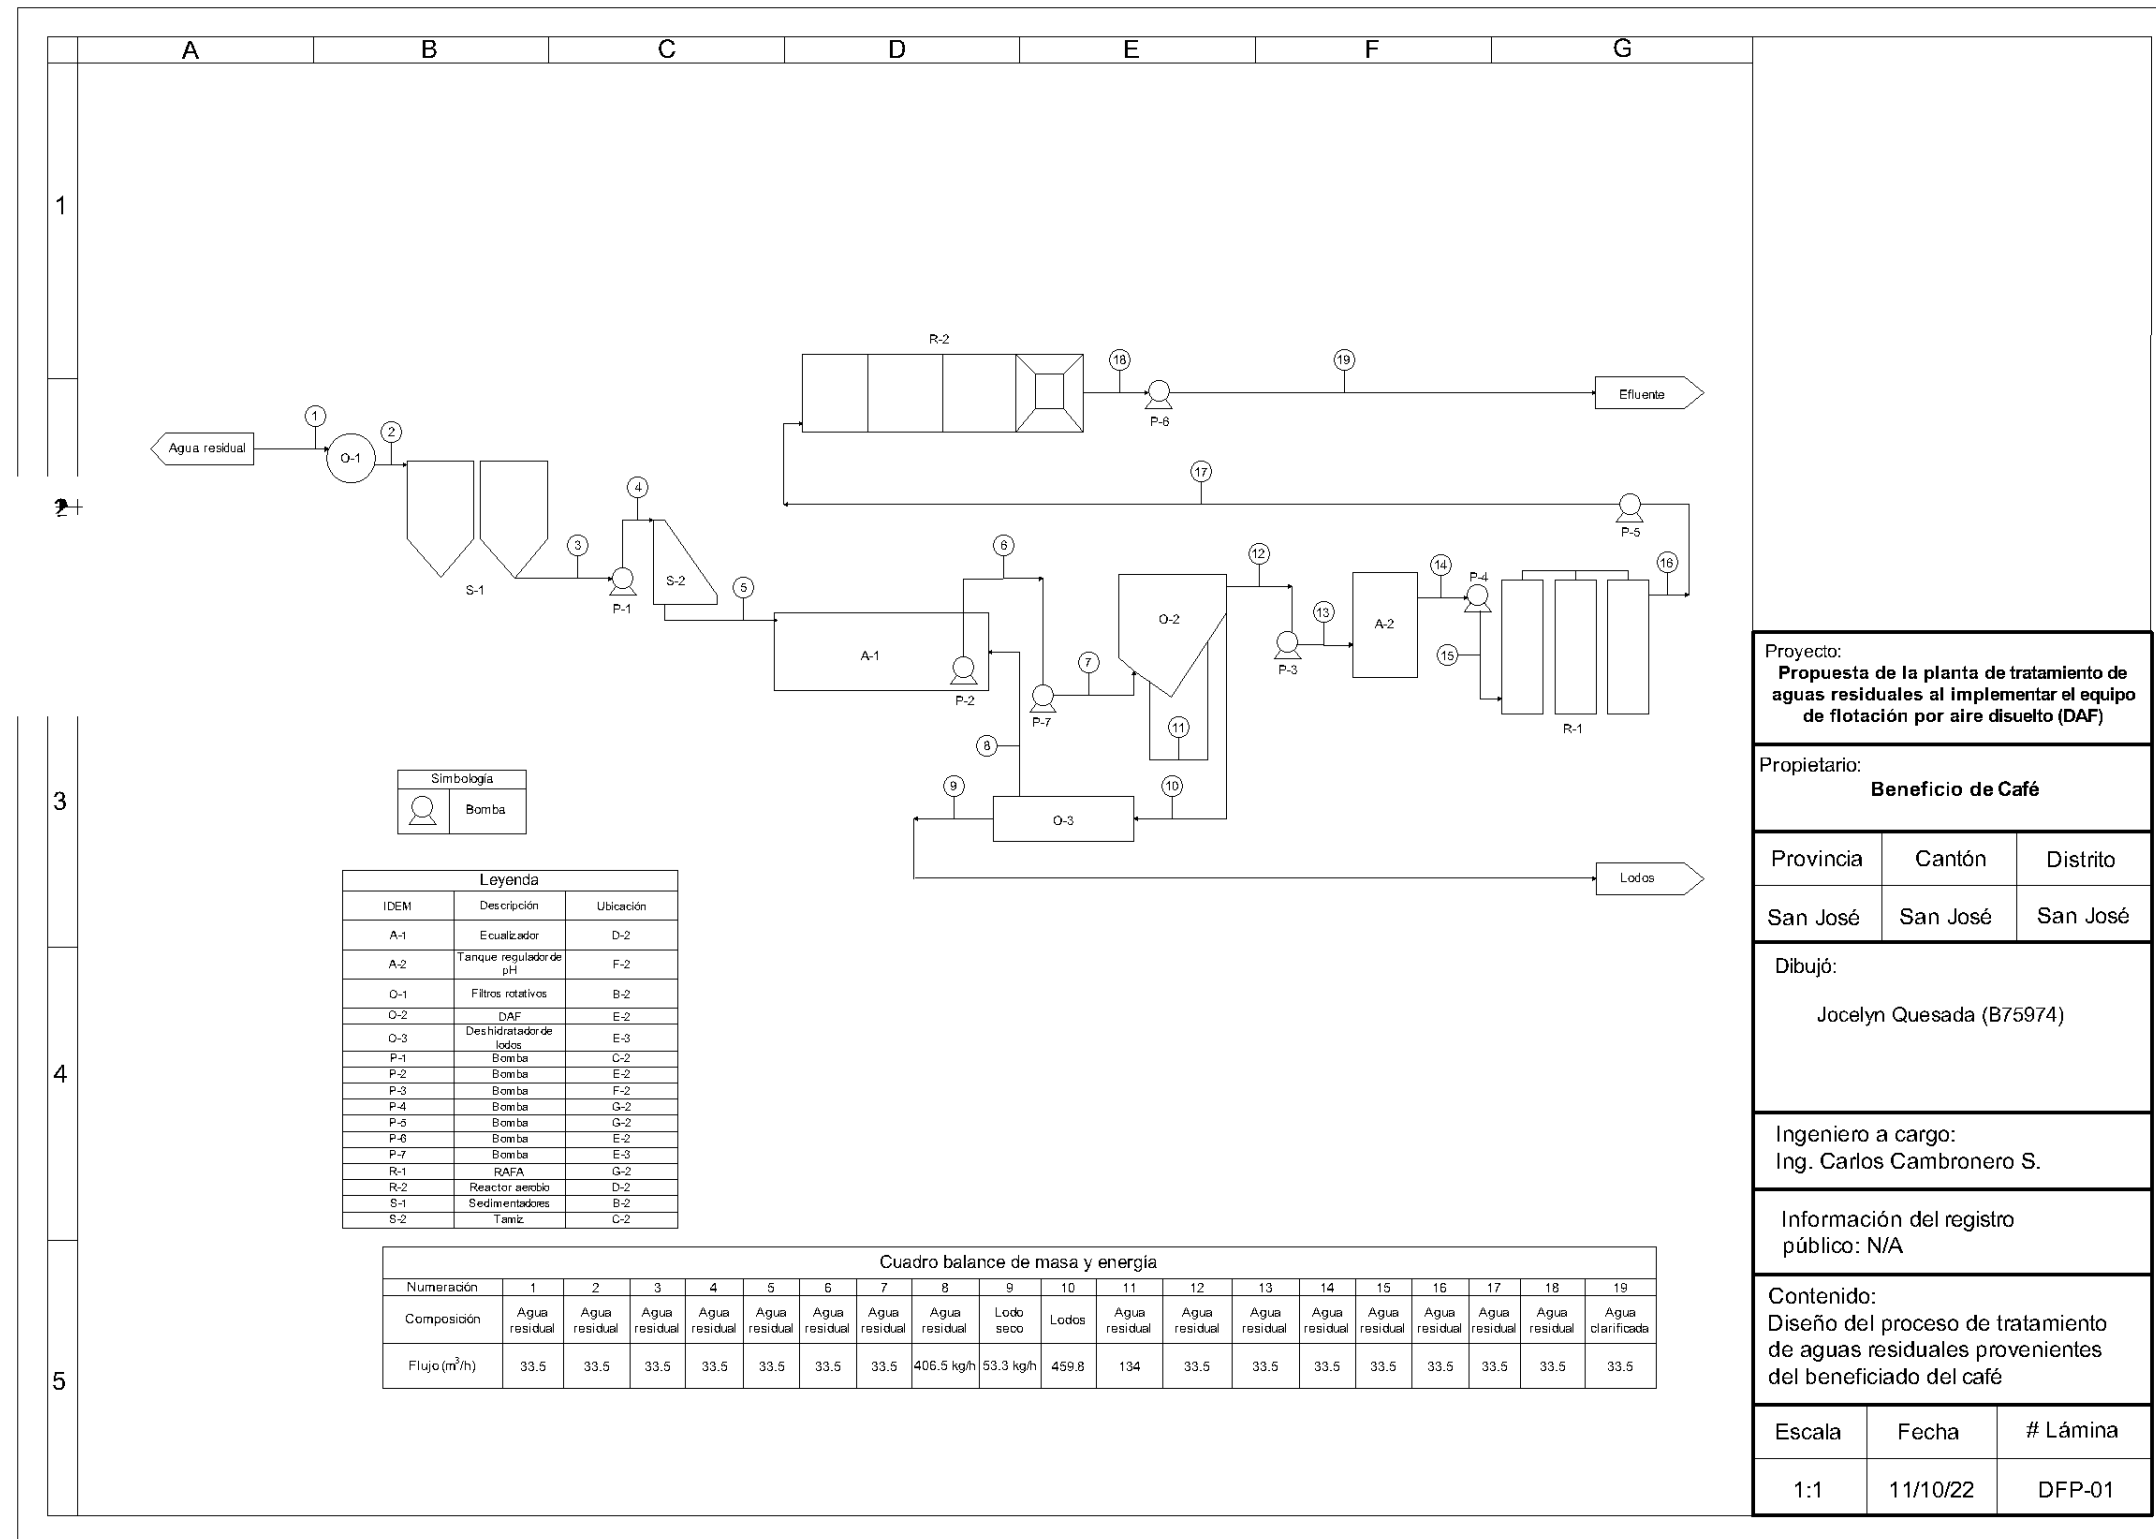 A B C D E F G
1
R-2
18
19
P-6
Efluente
1
2
Agua residual
O-1
17
4
P-5
3
S-2
S-1
P-1
5
6
12
14
16
P-4
A-1
P-2
O-2
13
A-2
P-3
15
7
P-7
R-1
11
8
9
10
O-3
Lodos
2
3
4
5
Simbología
Bomba
Leyenda
IDEM Descripción Ubicación
A-1 Ecualizador D-2
A-2 Tanque regulador de pH F-2
O-1 Filtros rotativos B-2
O-2 DAF E-2
O-3 Deshidratador de lodos E-3
P-1 Bomba C-2
P-2 Bomba E-2
P-3 Bomba F-2
P-4 Bomba G-2
P-5 Bomba G-2
P-6 Bomba E-2
P-7 Bomba E-3
R-1 RAFA G-2
R-2 Reactor aerobio D-2
S-1 Sedimentadores B-2
S-2 Tamiz C-2
Cuadro balance de masa y energía
Numeración 1 2 3 4 5 6 7 8 9 10 11 12 13 14 15 16 17 18 19
Composición Agua residual Agua residual Agua residual Agua residual Agua residual Agua residual Agua residual Agua residual Lodo seco Lodos Agua residual Agua residual Agua residual Agua residual Agua residual Agua residual Agua residual Agua residual Agua clarificada
Flujo (m³/h) 33.5 33.5 33.5 33.5 33.5 33.5 33.5 406.5 kg/h 53.3 kg/h 459.8 134 33.5 33.5 33.5 33.5 33.5 33.5 33.5 33.5
Proyecto:
Propuesta de la planta de tratamiento de
aguas residuales al implementar el equipo
de flotación por aire disuelto (DAF)
Propietario:
Beneficio de Café
Provincia Cantón Distrito
San José San José San José
Dibujó:
Jocelyn Quesada (B75974)
Ingeniero a cargo:
Ing. Carlos Cambronero S.
Información del registro
público: N/A
Contenido:
Diseño del proceso de tratamiento
de aguas residuales provenientes
del beneficiado del café
Escala Fecha # Lámina
1:1 11/10/22 DFP-01